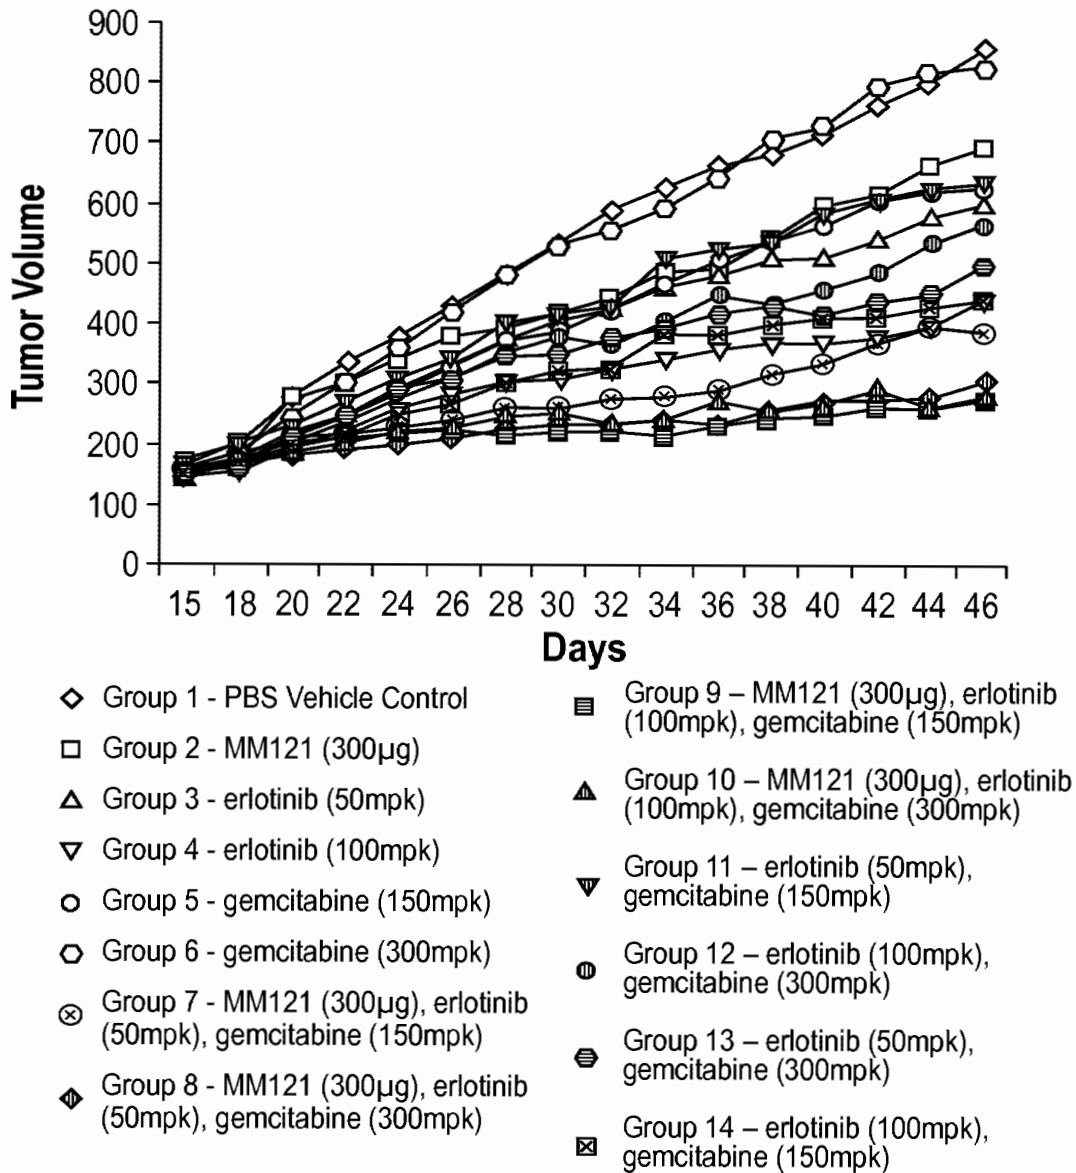 900
800
700
600
500
400
300
200
100
0
Tumor Volume
15 18 20 22 24 26 28 30 32 34 36 38 40 42 44 46
Days
Group 1 - PBS Vehicle Control
Group 2 - MM121 (300µg)
Group 3 - erlotinib (50mpk)
Group 4 - erlotinib (100mpk)
Group 5 - gemcitabine (150mpk)
Group 6 - gemcitabine (300mpk)
Group 7 - MM121 (300µg), erlotinib
(50mpk), gemcitabine (150mpk)
Group 8 - MM121 (300µg), erlotinib
(50mpk), gemcitabine (300mpk)
Group 9 – MM121 (300µg), erlotinib
(100mpk), gemcitabine (150mpk)
Group 10 – MM121 (300µg), erlotinib
(100mpk), gemcitabine (300mpk)
Group 11 – erlotinib (50mpk),
gemcitabine (150mpk)
Group 12 – erlotinib (100mpk),
gemcitabine (300mpk)
Group 13 – erlotinib (50mpk),
gemcitabine (300mpk)
Group 14 – erlotinib (100mpk),
gemcitabine (150mpk)